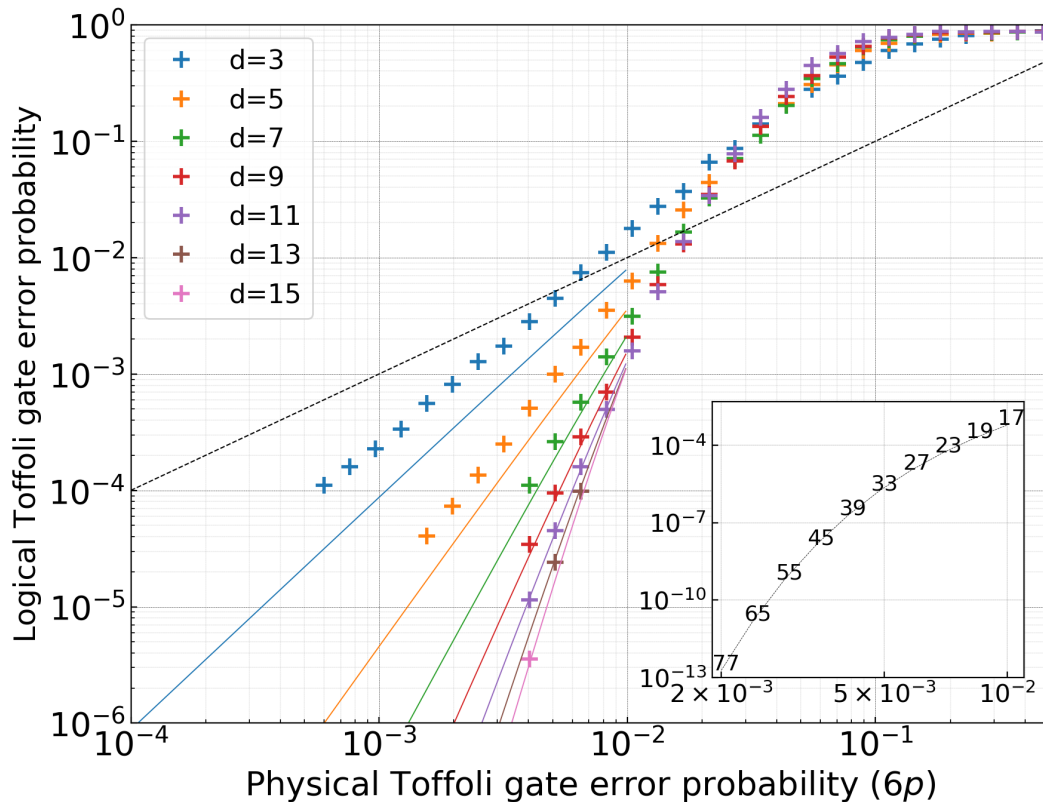 10^0
10^-1
10^-2
10^-3
10^-4
10^-5
10^-6
Logical Toffoli gate error probability
d=3
d=5
d=7
d=9
d=11
d=13
d=15
10^-4
10^-7
10^-10
10^-13
17
19
23
27
33
39
45
55
65
77
2 × 10^-3
5 × 10^-3
10^-2
10^-4
10^-3
10^-2
10^-1
Physical Toffoli gate error probability (6p)